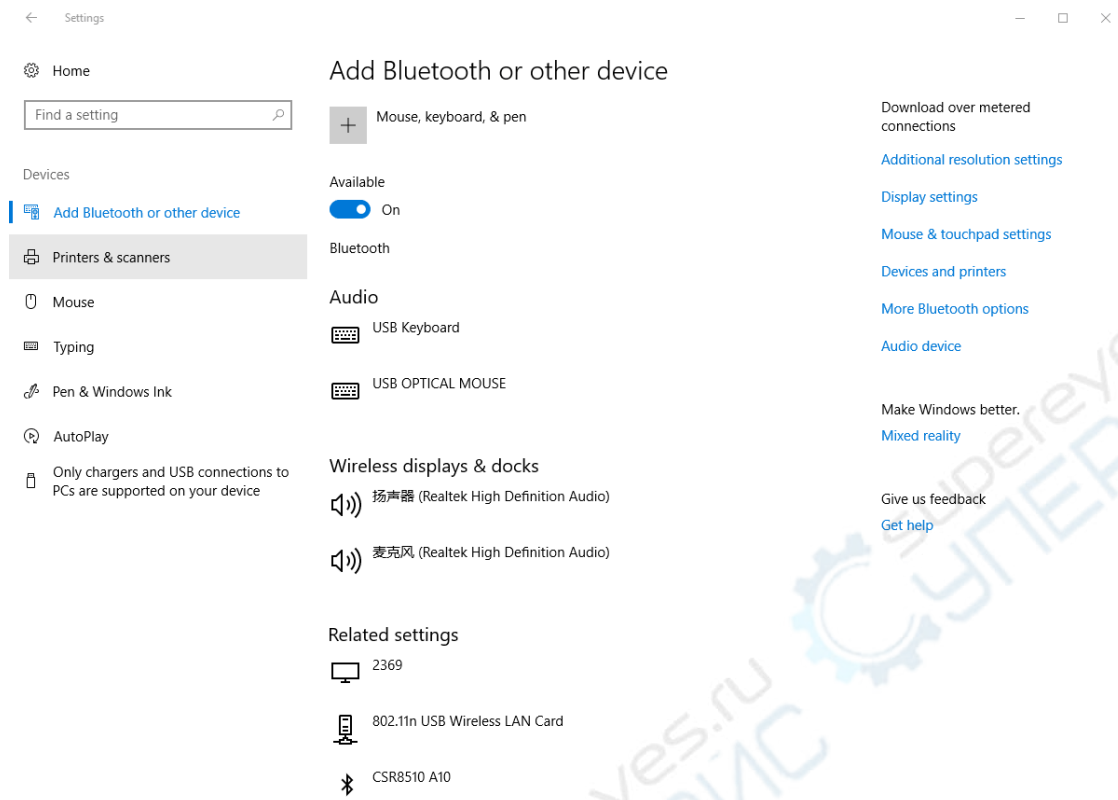 Settings
Home
Find a setting
Devices
Add Bluetooth or other device
Printers & scanners
Mouse
Typing
Pen & Windows Ink
AutoPlay
Only chargers and USB connections to
PCs are supported on your device
Add Bluetooth or other device
Mouse, keyboard, & pen
Available
On
Bluetooth
Audio
USB Keyboard
USB OPTICAL MOUSE
Wireless displays & docks
扬声器 (Realtek High Definition Audio)
麦克风 (Realtek High Definition Audio)
Related settings
2369
802.11n USB Wireless LAN Card
CSR8510 A10
Download over metered
connections
Additional resolution settings
Display settings
Mouse & touchpad settings
Devices and printers
More Bluetooth options
Audio device
Make Windows better.
Mixed reality
Give us feedback
Get help